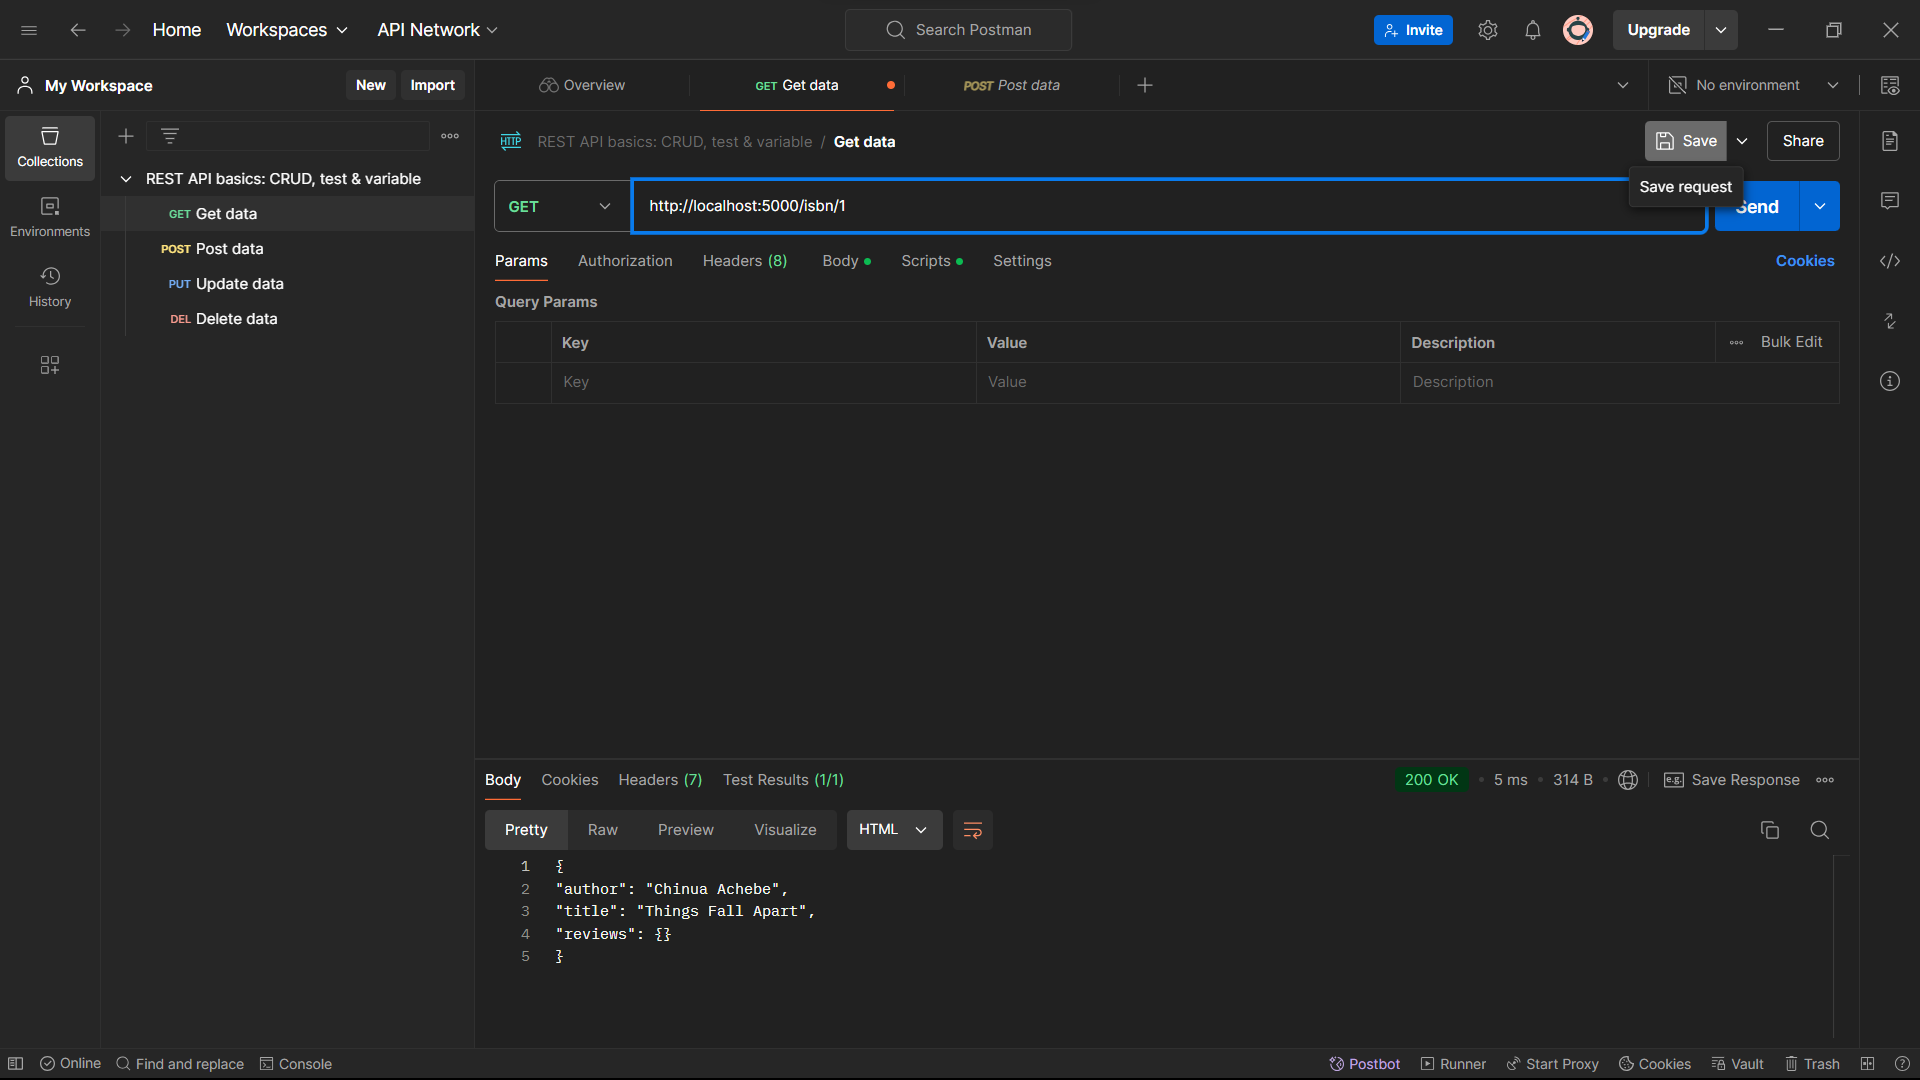 Home
Workspaces
API Network
Search Postman
Invite
Upgrade
My Workspace
New
Import
Overview
GET Get data
POST Post data
No environment
Collections
Environments
History
REST API basics: CRUD, test & variable
GET Get data
POST Post data
PUT Update data
DEL Delete data
HTTP
REST API basics: CRUD, test & variable / Get data
Save
Share
Save request
GET
http://localhost:5000/isbn/1
Send
Params
Authorization
Headers (8)
Body
Scripts
Settings
Cookies
Query Params
Key
Value
Description
Bulk Edit
Key
Value
Description
Body
Cookies
Headers (7)
Test Results (1/1)
200 OK
5 ms
314 B
e.g.
Save Response
Pretty
Raw
Preview
Visualize
HTML
1 {
2 "author": "Chinua Achebe",
3 "title": "Things Fall Apart",
4 "reviews": {}
5 }
Online
Find and replace
Console
Postbot
Runner
Start Proxy
Cookies
Vault
Trash